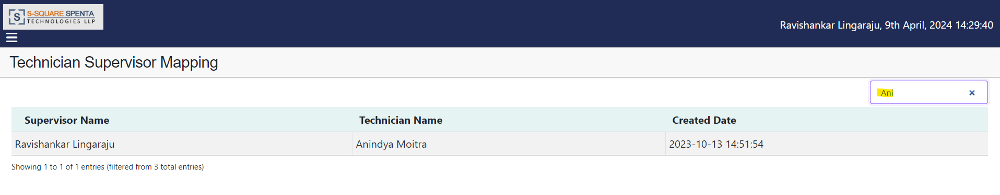 S S-SQUARE SPENTA
TECHNOLOGIES LLP
Ravishankar Lingaraju, 9th April, 2024 14:29:40
Technician Supervisor Mapping
Ani
Supervisor Name Technician Name Created Date
Ravishankar Lingaraju Anindya Moitra 2023-10-13 14:51:54
Showing 1 to 1 of 1 entries (filtered from 3 total entries)